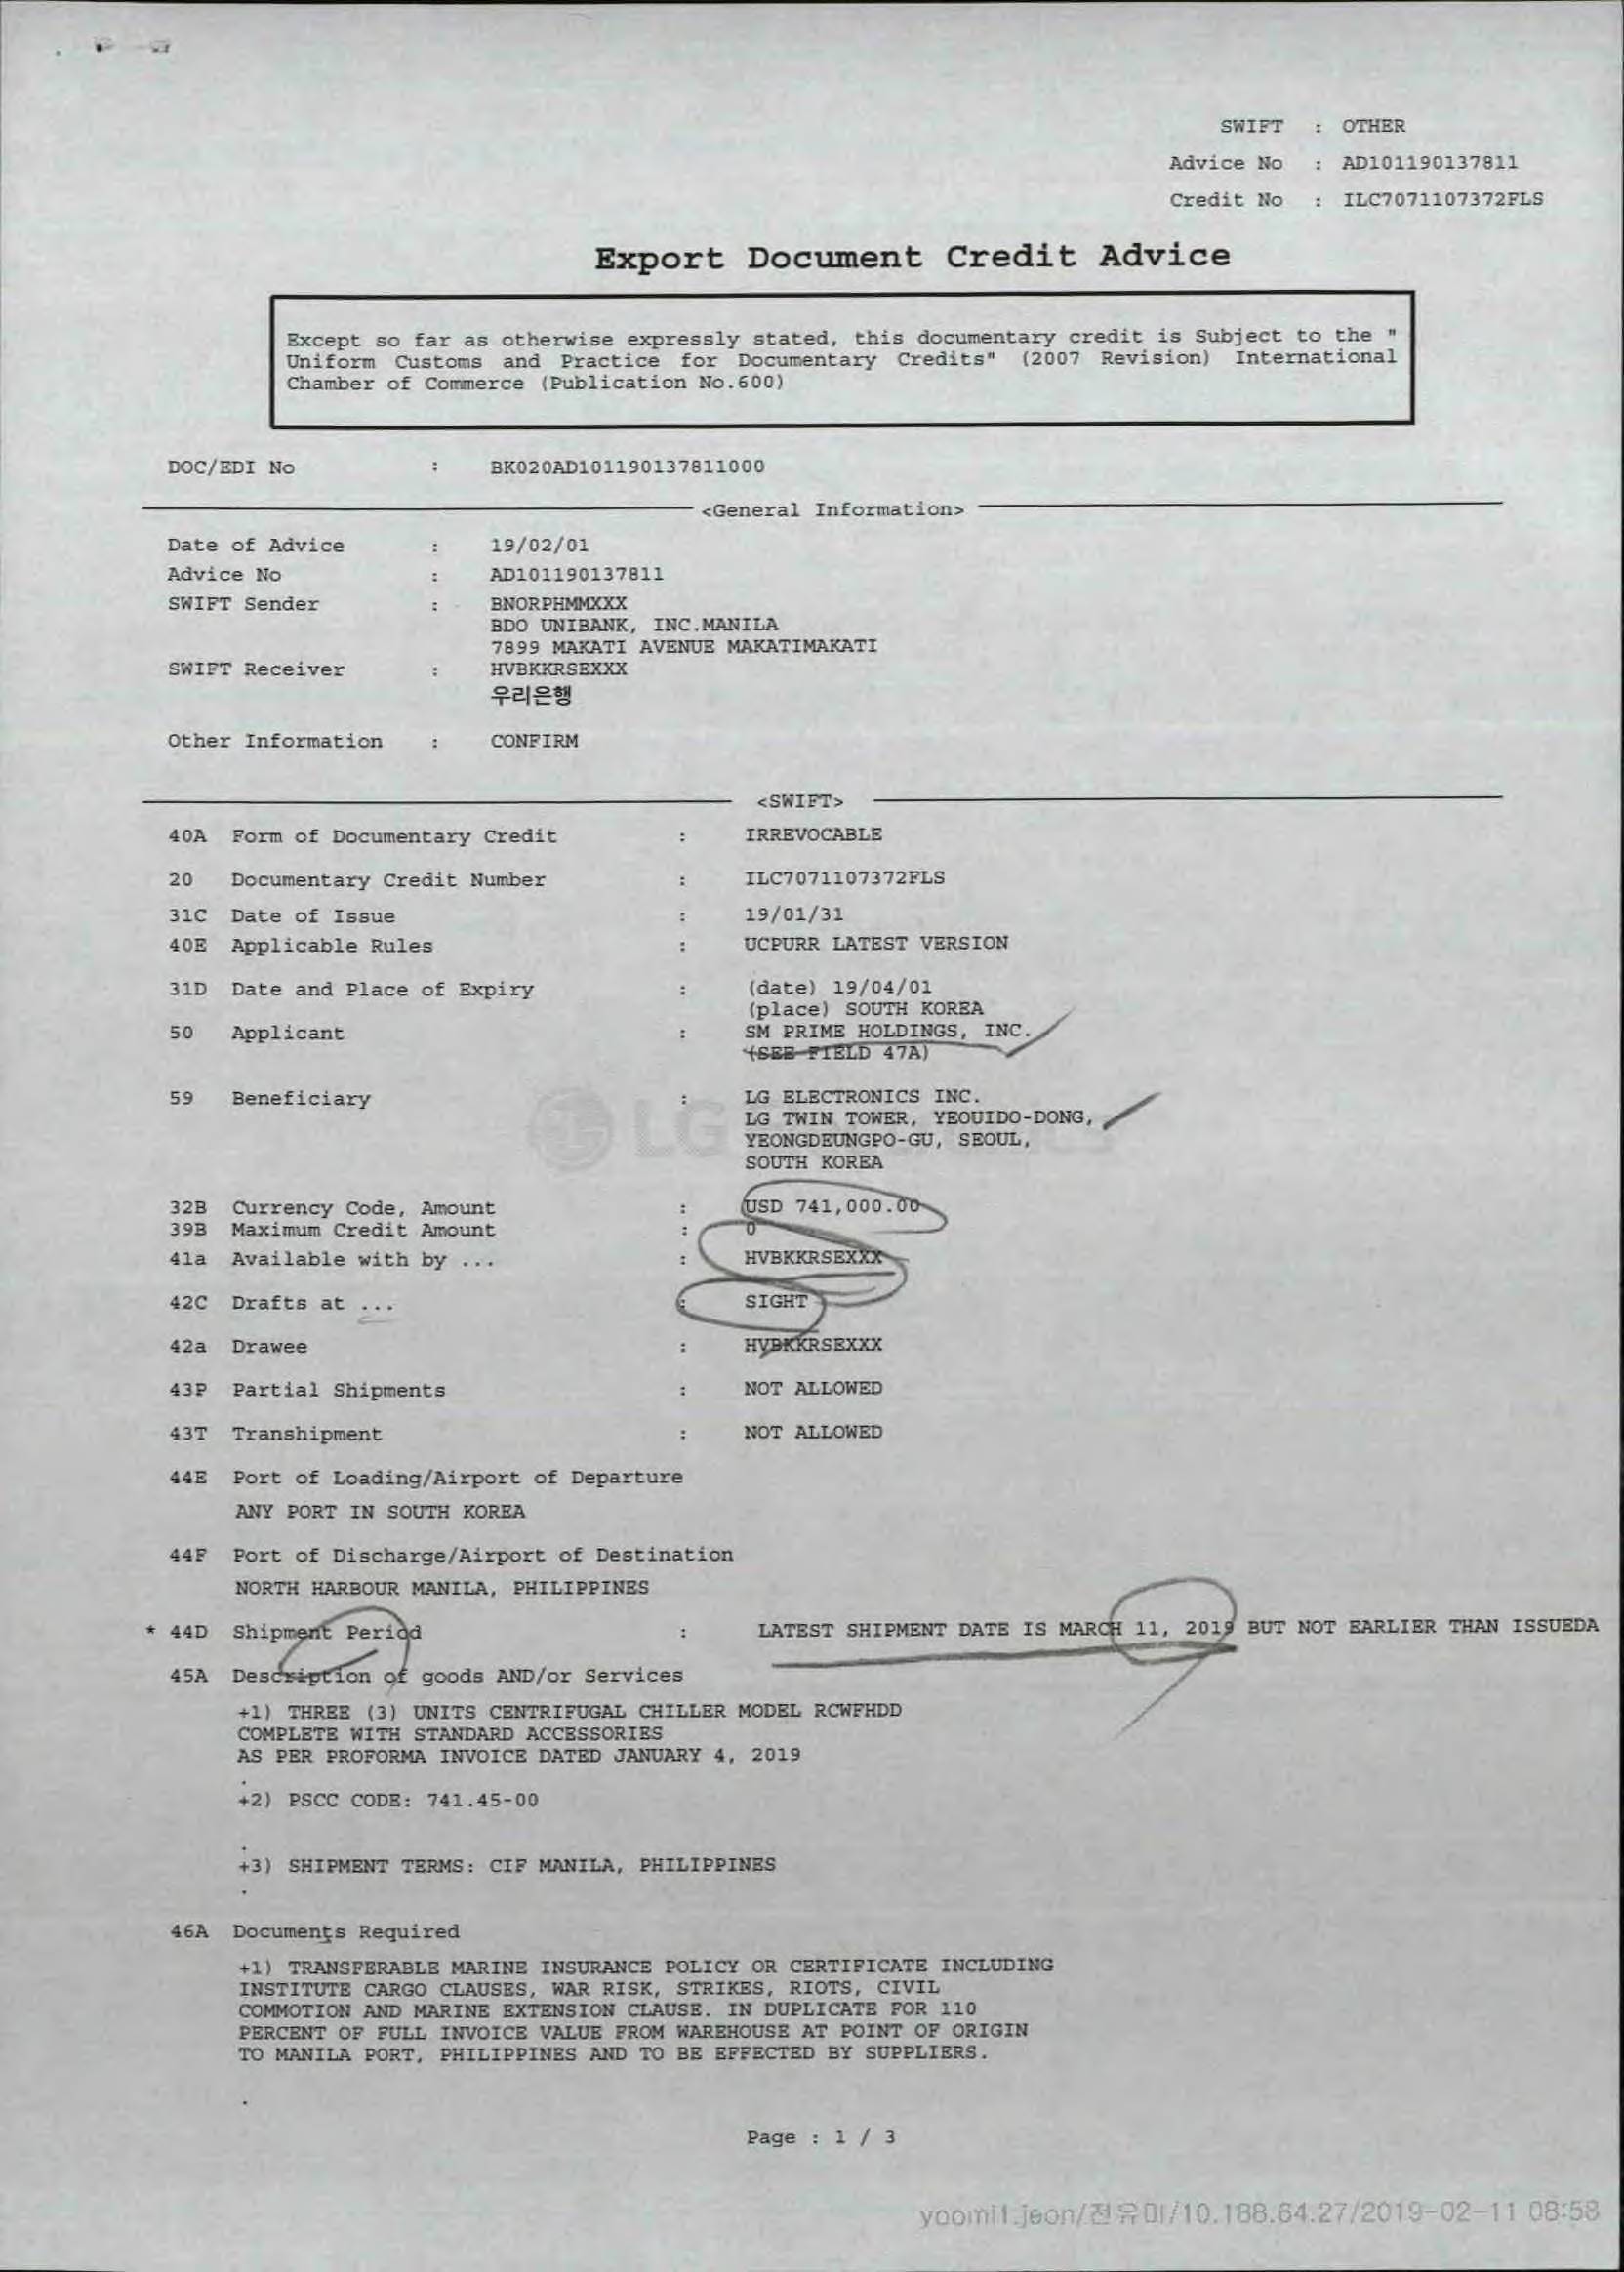 SWIFT : OTHER
Advice No : AD101190137811
Credit No : ILC7071107372FLS
Export Document Credit Advice
Except so far as otherwise expressly stated, this documentary credit is Subject to the "
Uniform Customs and Practice for Documentary Credits" (2007 Revision) International
Chamber of Commerce (Publication No.600)
DOC/EDI No : BK020AD101190137811000
<General Information>
Date of Advice : 19/02/01
Advice No : AD101190137811
SWIFT Sender : BNORPHMMXXX
BDO UNIBANK, INC.MANILA
7899 MAKATI AVENUE MAKATIMAKATI
SWIFT Receiver : HVBKKRSEXXX
우리은행
Other Information : CONFIRM
<SWIFT>
40A Form of Documentary Credit : IRREVOCABLE
20 Documentary Credit Number : ILC7071107372FLS
31C Date of Issue : 19/01/31
40E Applicable Rules : UCPURR LATEST VERSION
31D Date and Place of Expiry : (date) 19/04/01
(place) SOUTH KOREA
50 Applicant : SM PRIME HOLDINGS, INC.
(SEE FIELD 47A)
59 Beneficiary : LG ELECTRONICS INC.
LG TWIN TOWER, YEOUIDO-DONG,
LG
YEONGDEUNGPO-GU, SEOUL,
SOUTH KOREA
32B Currency Code, Amount : USD 741,000.00
39B Maximum Credit Amount : 0
41a Available with by ... : HVBKKRSEXXX
42C Drafts at ... : SIGHT
42a Drawee : HVBKKRSEXXX
43P Partial Shipments : NOT ALLOWED
43T Transhipment : NOT ALLOWED
44E Port of Loading/Airport of Departure
ANY PORT IN SOUTH KOREA
44F Port of Discharge/Airport of Destination
NORTH HARBOUR MANILA, PHILIPPINES
* 44D Shipment Period : LATEST SHIPMENT DATE IS MARCH 11, 2019 BUT NOT EARLIER THAN ISSUEDA
45A Description of goods AND/or Services
+1) THREE (3) UNITS CENTRIFUGAL CHILLER MODEL RCWFHDD
COMPLETE WITH STANDARD ACCESSORIES
AS PER PROFORMA INVOICE DATED JANUARY 4, 2019
.
+2) PSCC CODE: 741.45-00
.
+3) SHIPMENT TERMS: CIF MANILA, PHILIPPINES
.
46A Documents Required
+1) TRANSFERABLE MARINE INSURANCE POLICY OR CERTIFICATE INCLUDING
INSTITUTE CARGO CLAUSES, WAR RISK, STRIKES, RIOTS, CIVIL
COMMOTION AND MARINE EXTENSION CLAUSE. IN DUPLICATE FOR 110
PERCENT OF FULL INVOICE VALUE FROM WAREHOUSE AT POINT OF ORIGIN
TO MANILA PORT, PHILIPPINES AND TO BE EFFECTED BY SUPPLIERS.
.
Page : 1 / 3
yoomi1.jeon/전유미/10.188.64.27/2019-02-11 08:58